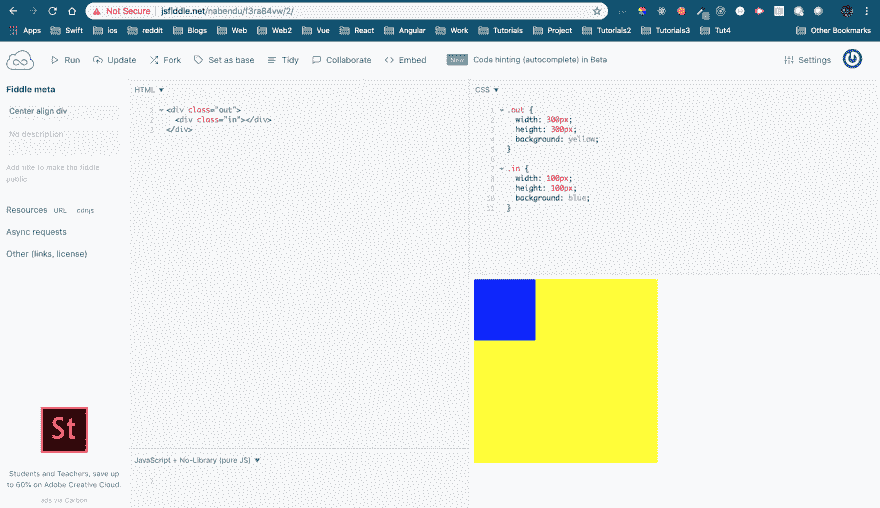 Not Secure jsfiddle.net/nabendu/f3ra84vw/2/
Apps Swift ios reddit Blogs Web Web2 Vue React Angular Work Tutorials Project Tutorials2 Tutorials3 Tut4 Other Bookmarks
Run Update Fork Set as base Tidy Collaborate Embed New Code hinting (autocomplete) in Beta Settings
Fiddle meta
Center align div
No description
Add title to make the fiddle
public
Resources URL cdnjs
Async requests
Other (links, license)
St
Students and Teachers, save up
to 60% on Adobe Creative Cloud.
ads via Carbon
HTML
1 <div class="out">
2 <div class="in"></div>
3 </div>
JavaScript + No-Library (pure JS)
1
CSS
1 .out {
2 width: 300px;
3 height: 300px;
4 background: yellow;
5 }
6
7 .in {
8 width: 100px;
9 height: 100px;
10 background: blue;
11 }